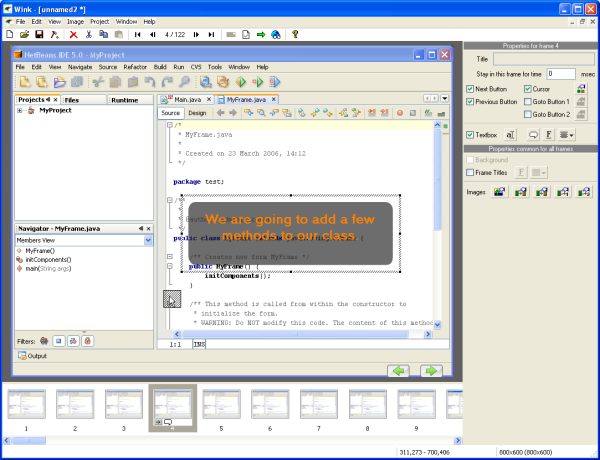 Wink - [unnamed2 *]
File Edit View Image Project Window Help
4 / 122
NetBeans IDE 5.0 - MyProject
File Edit View Navigate Source Refactor Build Run CVS Tools Window Help
Projects Files Runtime
MyProject
Main.java MyFrame.java
Source Design
/*
* MyFrame.java
*
* Created on 23 March 2006, 14:12
*/
package test;
/**
We are going to add a few
methods to our class.
public class
/** Creates new form MyFrame */
public MyFrame() {
initComponents();
}
/** This method is called from within the constructor to
* initialize the form.
* WARNING: Do NOT modify this code. The content of this method
1:1 INS
Navigator - MyFrame.java
Members View
MyFrame()
initComponents()
main(String args)
Filters:
Output
Properties for frame 4
Title
Stay in this frame for time 0 msec
Next Button Cursor
Previous Button Goto Button 1
Goto Button 2
Textbox
Properties common for all frames
Background
Frame Titles
Images
1 2 3 4 5 6 7 8 9
311,273 - 700,406 800x600 (800x600)